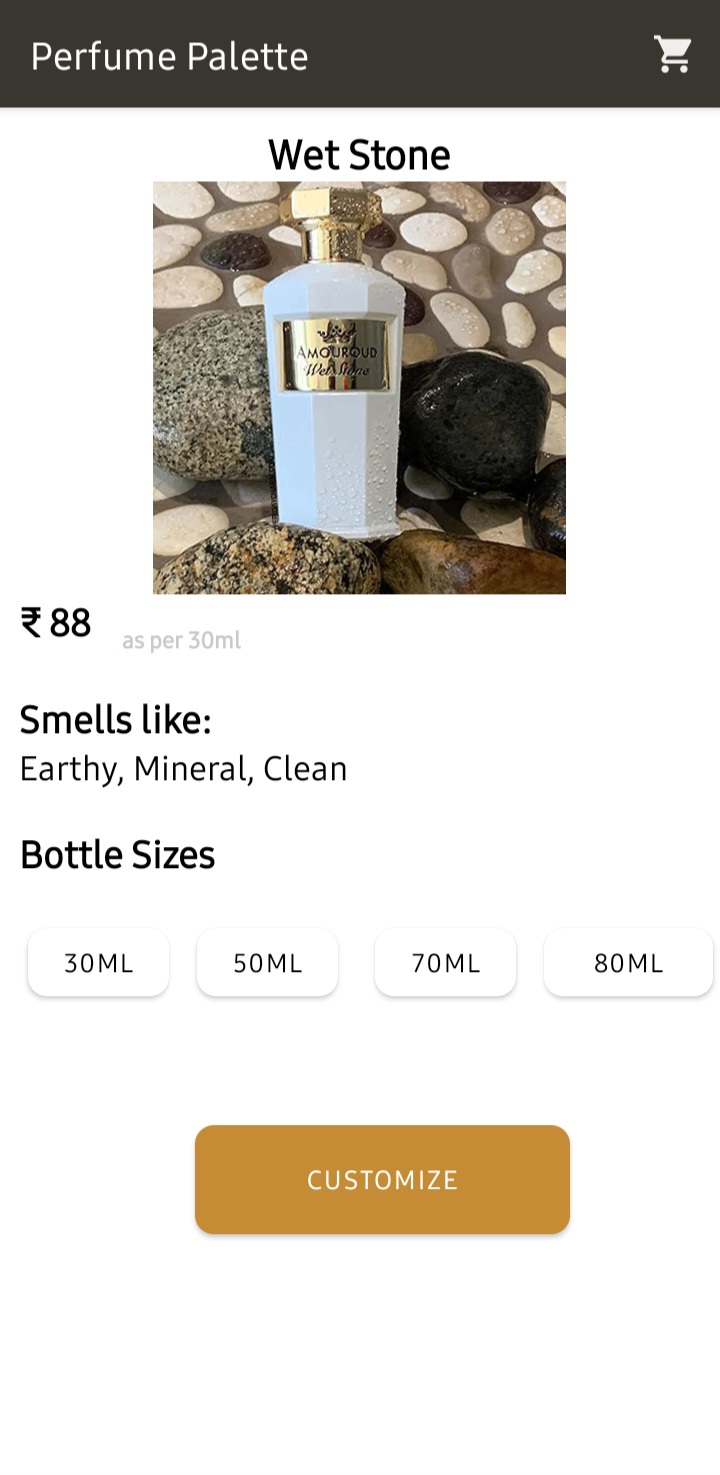 Perfume Palette
Wet Stone
AMOUROUD
Wet Stone
₹ 88
as per 30ml
Smells like:
Earthy, Mineral, Clean
Bottle Sizes
30ML 50ML 70ML 80ML
CUSTOMIZE